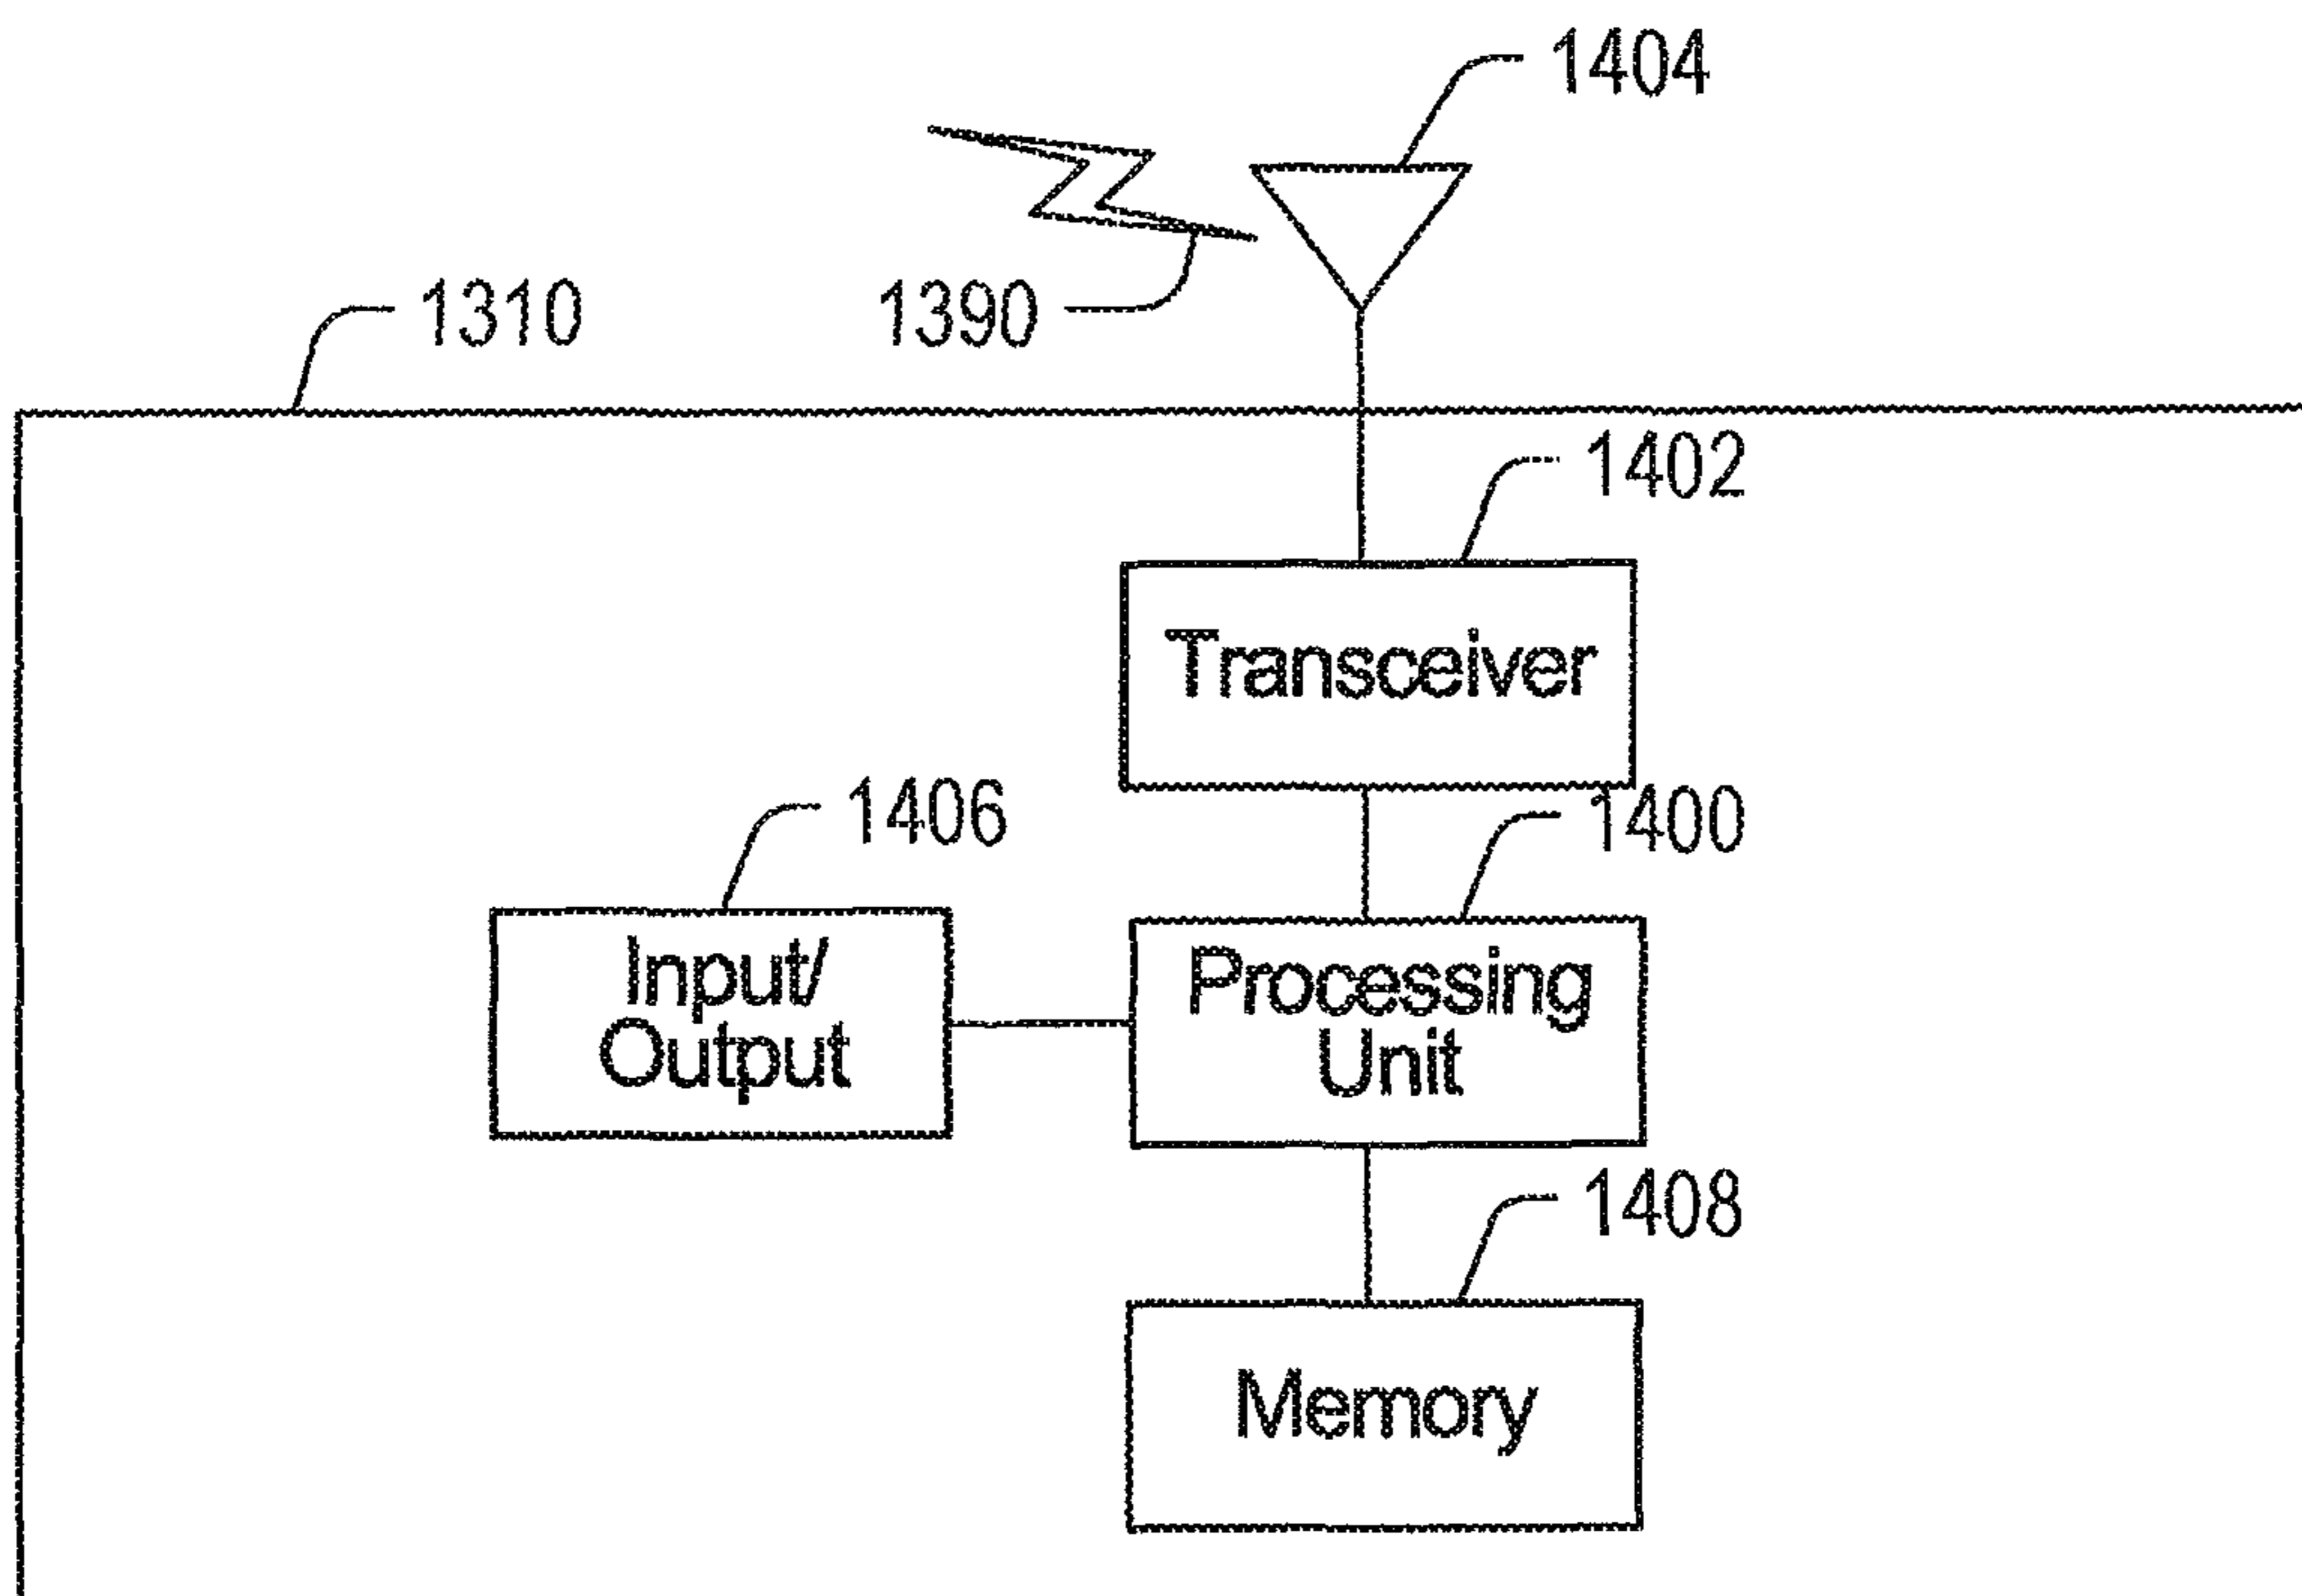 1404
1390
1310
1402
Transceiver
1406
1400
Input/
Output
Processing
Unit
1408
Memory